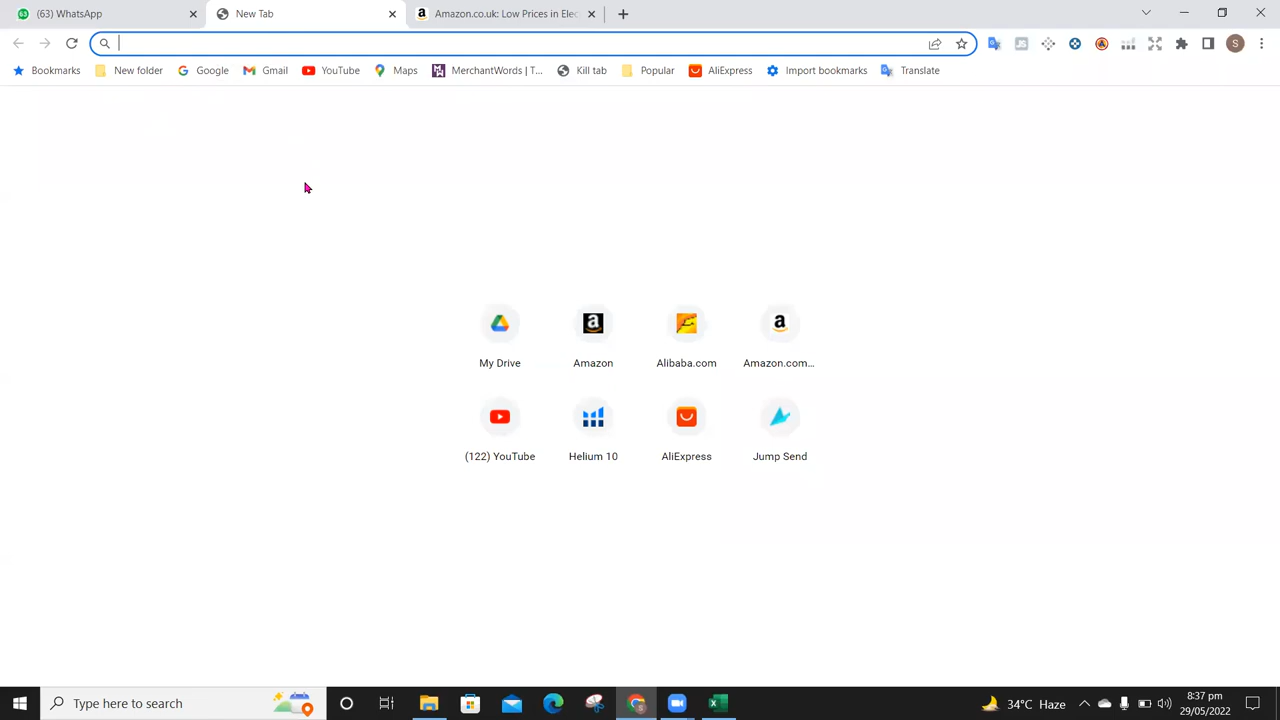 (63) WhatsApp
New Tab
Amazon.co.uk: Low Prices in Elec
Bookmarks
New folder
Google
Gmail
YouTube
Maps
MerchantWords | T...
Kill tab
Popular
AliExpress
Import bookmarks
Translate
My Drive
Amazon
Alibaba.com
Amazon.com...
(122) YouTube
Helium 10
AliExpress
Jump Send
Type here to search
34°C Haze
8:37 pm
29/05/2022